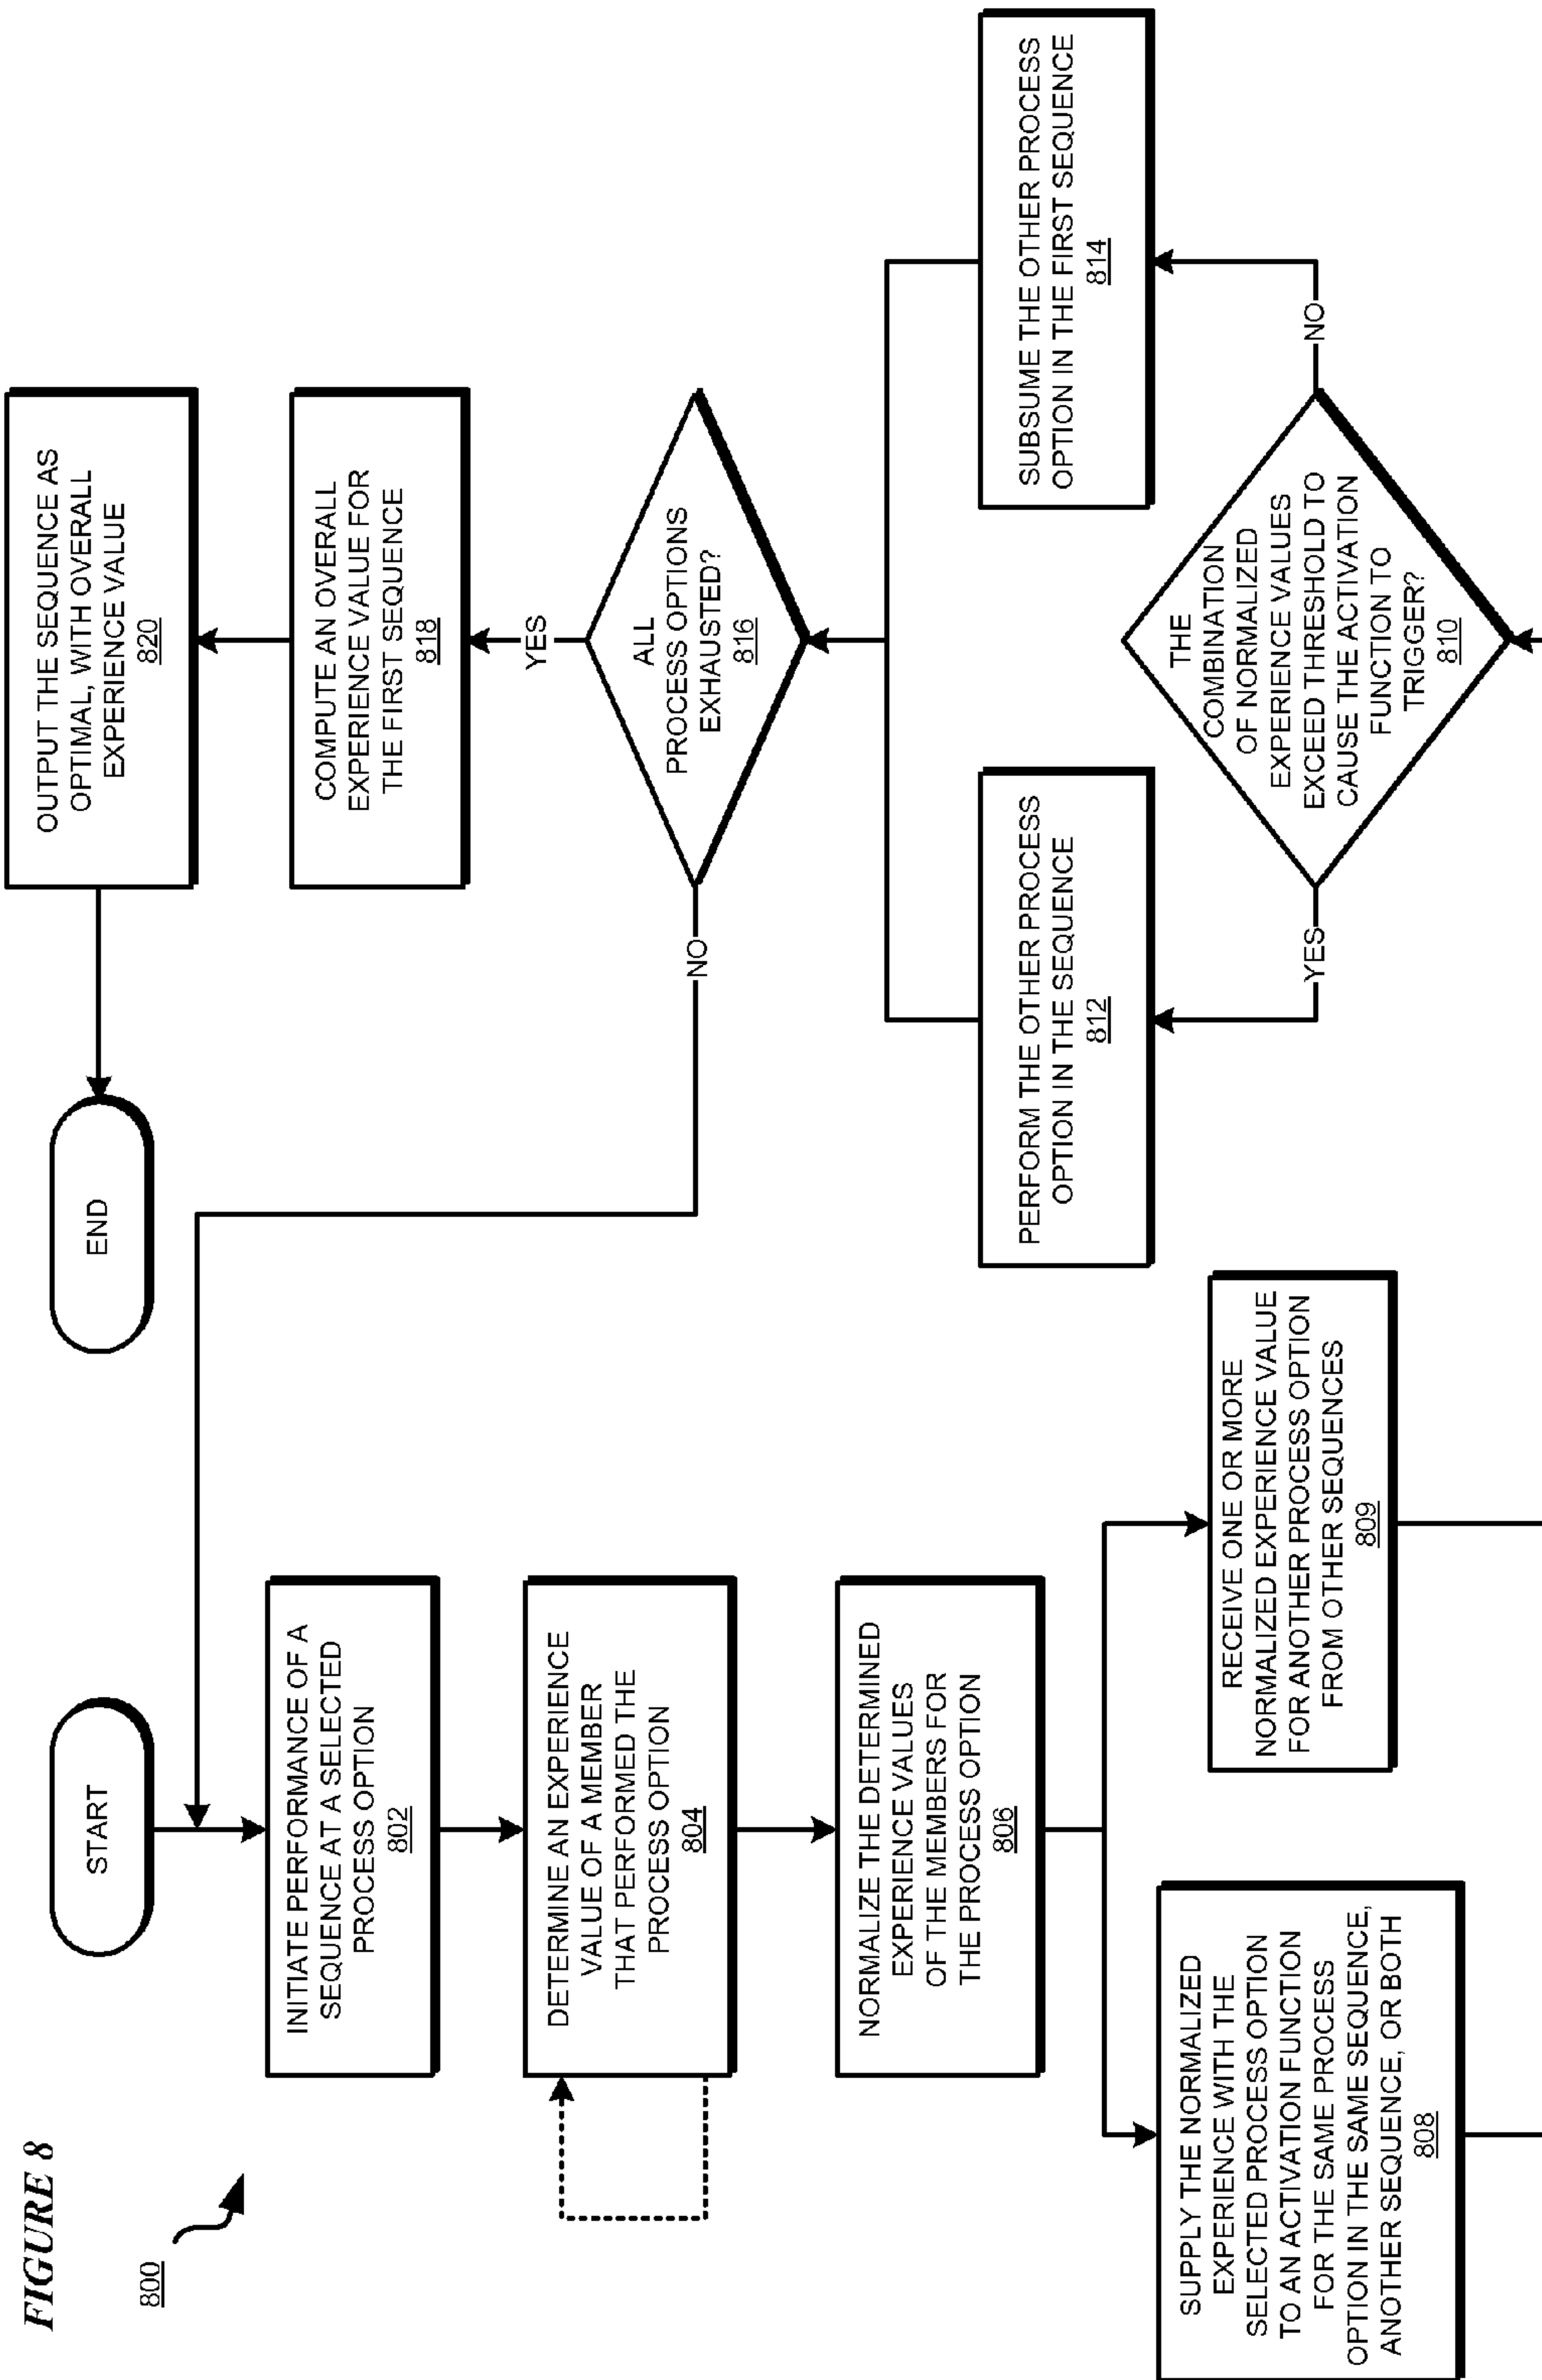 FIGURE 8
800
START
INITIATE PERFORMANCE OF A
SEQUENCE AT A SELECTED
PROCESS OPTION
802
DETERMINE AN EXPERIENCE
VALUE OF A MEMBER
THAT PERFORMED THE
PROCESS OPTION
804
NORMALIZE THE DETERMINED
EXPERIENCE VALUES
OF THE MEMBERS FOR
THE PROCESS OPTION
806
SUPPLY THE NORMALIZED
EXPERIENCE WITH THE
SELECTED PROCESS OPTION
TO AN ACTIVATION FUNCTION
FOR THE SAME PROCESS
OPTION IN THE SAME SEQUENCE,
ANOTHER SEQUENCE, OR BOTH
808
RECEIVE ONE OR MORE
NORMALIZED EXPERIENCE VALUE
FOR ANOTHER PROCESS OPTION
FROM OTHER SEQUENCES
809
THE
COMBINATION
OF NORMALIZED
EXPERIENCE VALUES
EXCEED THRESHOLD TO
CAUSE THE ACTIVATION
FUNCTION TO
TRIGGER?
810
YES
NO
PERFORM THE OTHER PROCESS
OPTION IN THE SEQUENCE
812
SUBSUME THE OTHER PROCESS
OPTION IN THE FIRST SEQUENCE
814
ALL
PROCESS OPTIONS
EXHAUSTED?
816
NO
YES
COMPUTE AN OVERALL
EXPERIENCE VALUE FOR
THE FIRST SEQUENCE
818
OUTPUT THE SEQUENCE AS
OPTIMAL, WITH OVERALL
EXPERIENCE VALUE
820
END